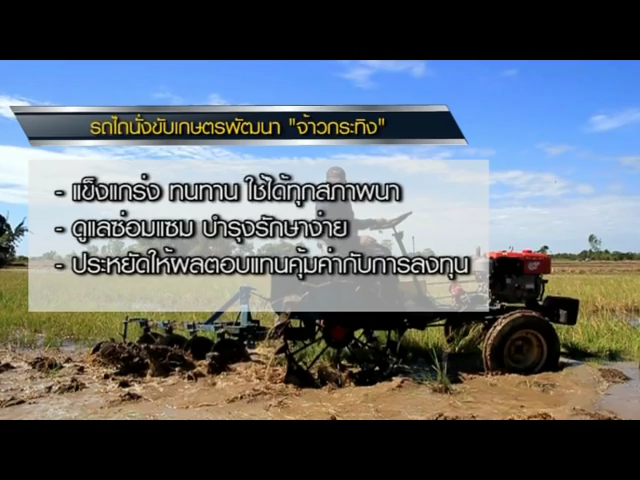 รถไถนั่งขับเกษตรพัฒนา "จ้าวกระทิง"
- แข็งแกร่ง ทนทาน ใช้ได้ทุกสภาพนา
- ดูแลซ่อมแซม บำรุงรักษาง่าย
- ประหยัดให้ผลตอบแทนคุ้มค่ากับการลงทุน